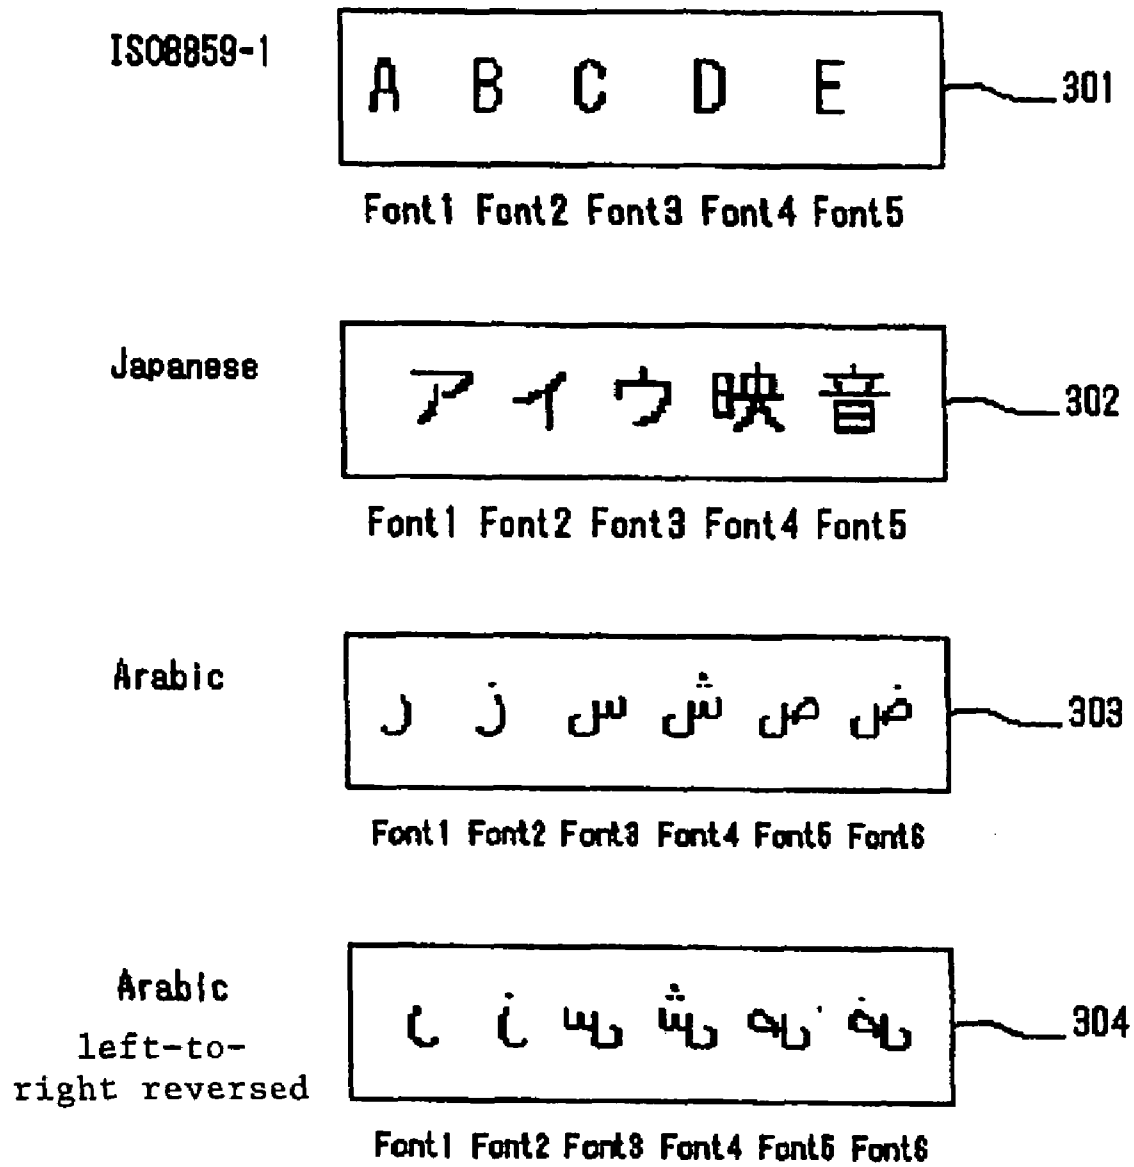 ISO8859-1
A B C D E
301
Font1 Font2 Font3 Font4 Font5
Japanese
アイウ映音
302
Font1 Font2 Font3 Font4 Font5
Arabic
ر ز س ش ص ض
303
Font1 Font2 Font3 Font4 Font5 Font6
Arabic
left-to-
right reversed
304
Font1 Font2 Font3 Font4 Font5 Font6